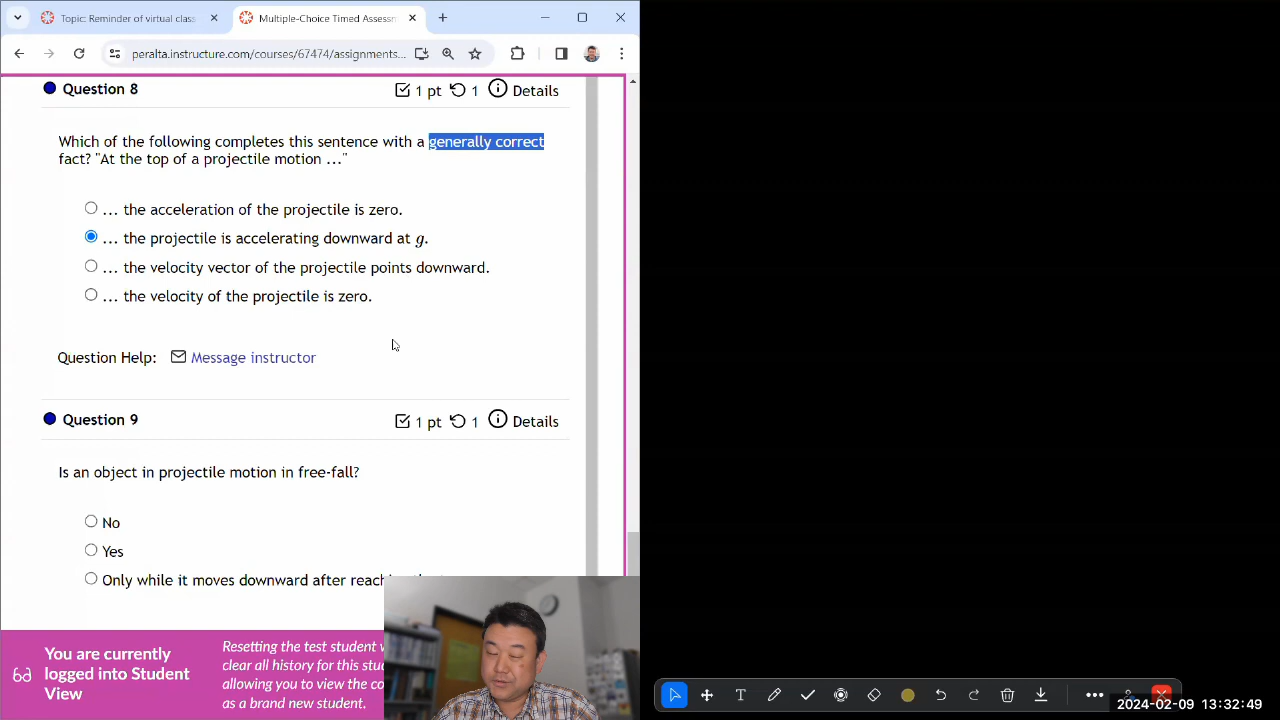 Topic: Reminder of virtual class
Multiple-Choice Timed Assessm
peralta.instructure.com/courses/67474/assignments...
Question 8
1 pt
1
Details
Which of the following completes this sentence with a generally correct
fact? "At the top of a projectile motion ..."
... the acceleration of the projectile is zero.
... the projectile is accelerating downward at g.
... the velocity vector of the projectile points downward.
... the velocity of the projectile is zero.
Question Help:
Message instructor
Question 9
1 pt
1
Details
Is an object in projectile motion in free-fall?
No
Yes
Only while it moves downward after
You are currently
logged into Student
View
Resetting the test student
clear all history for this
allowing you to view the
as a brand new student.
T
2024-02-09 13:32:49